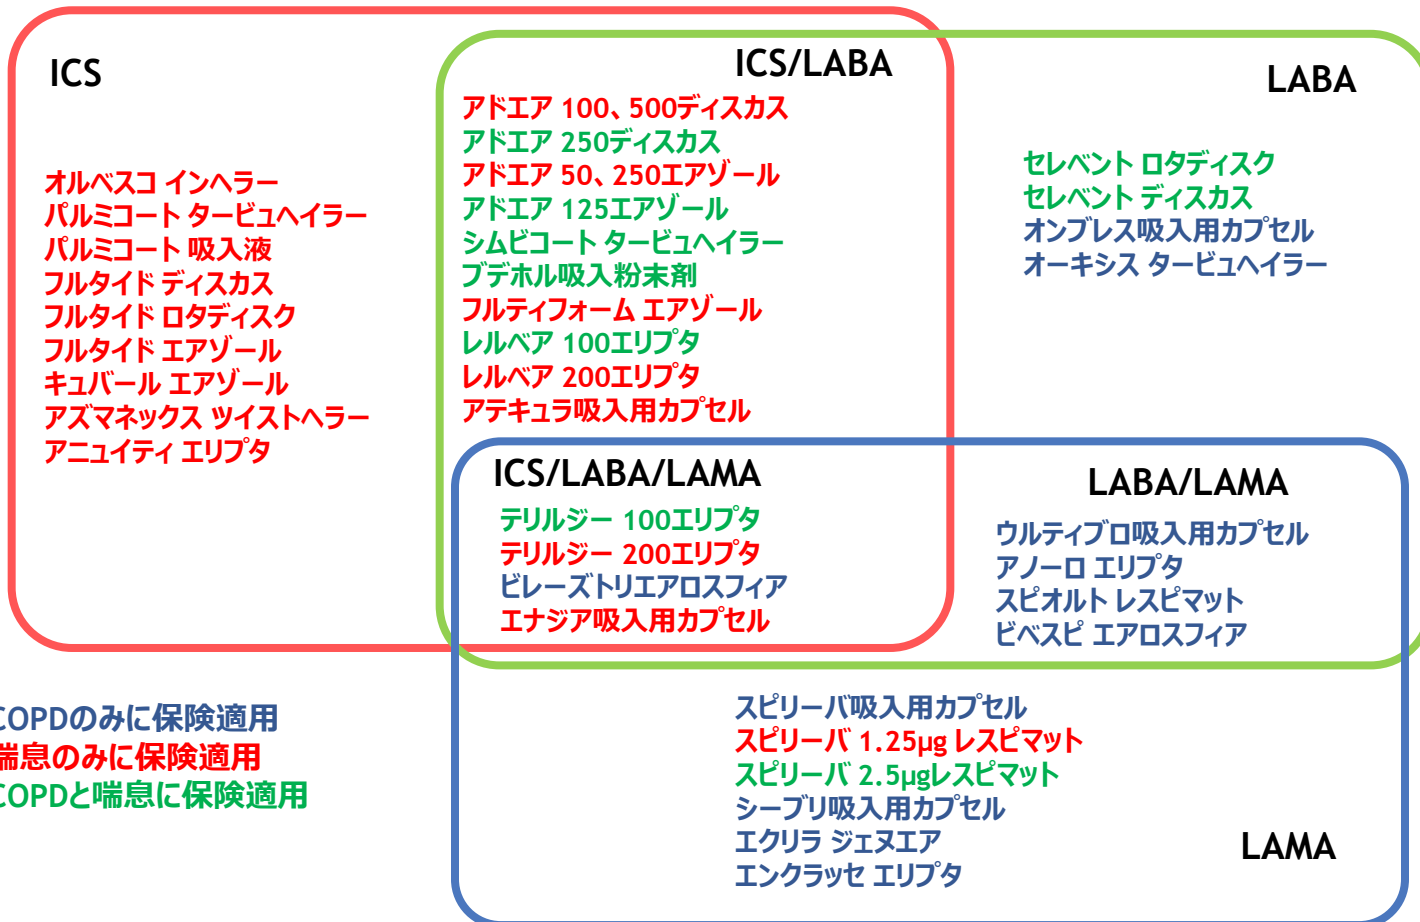 ICS
オルベスコ インヘラー
パルミコート タービュヘイラー
パルミコート 吸入液
フルタイド ディスカス
フルタイド ロタディスク
フルタイド エアゾール
キュバール エアゾール
アズマネックス ツイストヘラー
アニュイティ エリプタ
ICS/LABA
アドエア 100、500ディスカス
アドエア 250ディスカス
アドエア 50、250エアゾール
アドエア 125エアゾール
シムビコート タービュヘイラー
ブデホル吸入粉末剤
フルティフォーム エアゾール
レルベア 100エリプタ
レルベア 200エリプタ
アテキュラ吸入用カプセル
LABA
セレベント ロタディスク
セレベント ディスカス
オンブレス吸入用カプセル
オーキシス タービュヘイラー
ICS/LABA/LAMA
テリルジー 100エリプタ
テリルジー 200エリプタ
ビレーズトリエアロスフィア
エナジア吸入用カプセル
LABA/LAMA
ウルティブロ吸入用カプセル
アノーロ エリプタ
スピオルト レスピマット
ビベスピ エアロスフィア
COPDのみに保険適用
喘息のみに保険適用
COPDと喘息に保険適用
スピリーバ吸入用カプセル
スピリーバ 1.25μg レスピマット
スピリーバ 2.5μgレスピマット
シーブリ吸入用カプセル
エクリラ ジェヌエア
エンクラッセ エリプタ
LAMA